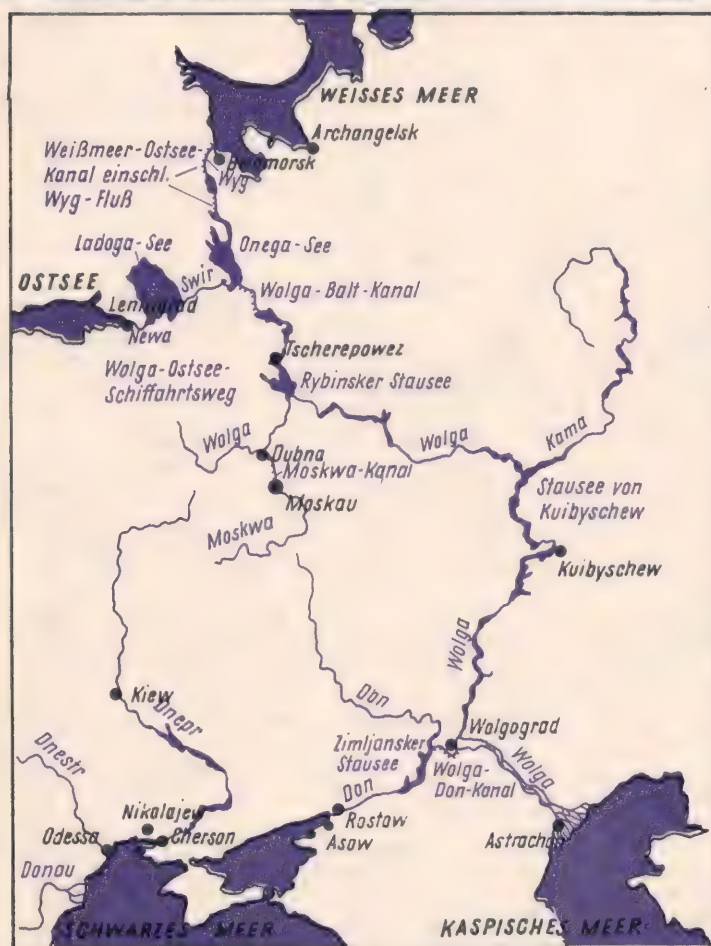 WEISSES MEER
Archangelsk
Weißmeer-Ostsee-
Kanal einschl.
Wyg-Fluß
Belomorsk
Wyg
Ladoga-See
Onega-See
OSTSEE
Swir
Leningrad
Newa
Wolga-Balt-Kanal
Tscherepowez
Wolga-Ostsee-
Schiffahrtsweg
Rybinsker Stausee
Wolga
Wolga
Kama
Dubna
Moskwa-Kanal
Moskau
Moskwa
Stausee von
Kuibyschew
Kuibyschew
Wolga
Kiew
Dnepr
Don
Wolgograd
Zimljansker
Stausee
Wolga-
Don-Kanal
Wolga
Dnestr
Don
Nikolajew
Cherson
Rostow
Asow
Odessa
Astrachan
Donau
SCHWARZES MEER
KASPISCHES MEER